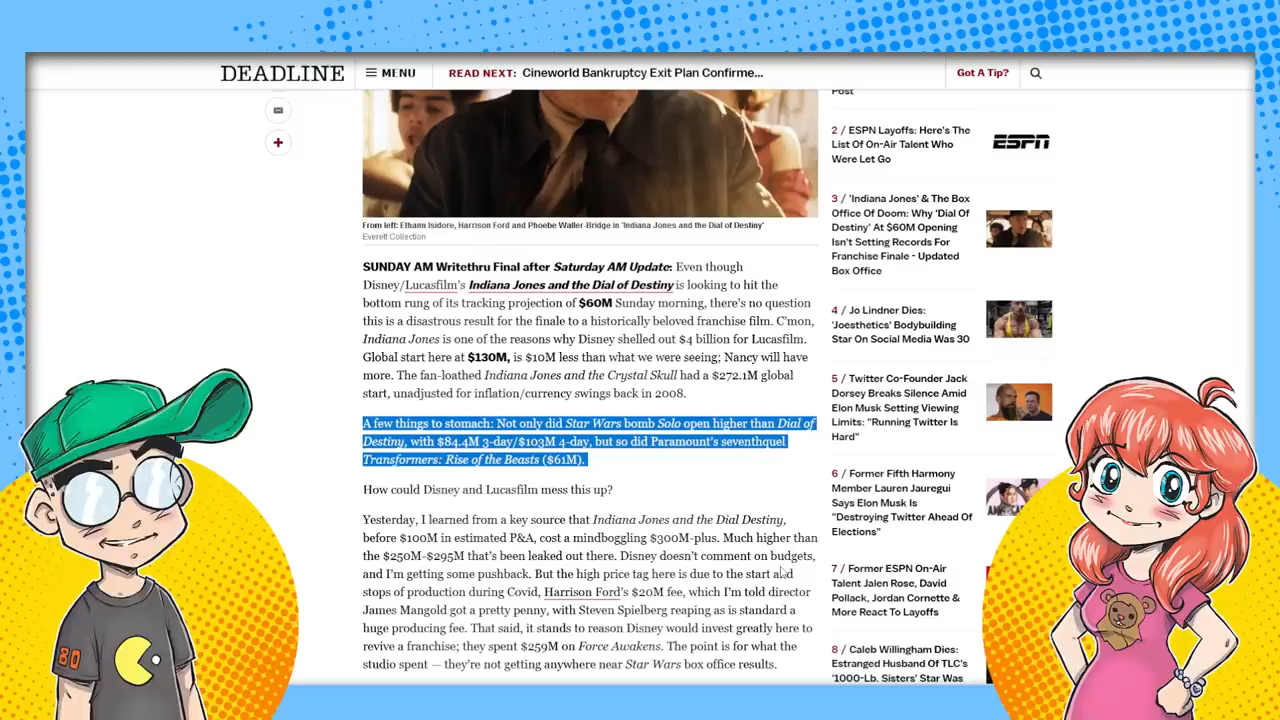 DEADLINE
MENU
READ NEXT: Cineworld Bankruptcy Exit Plan Confirme...
Got A Tip?
Post
2 / ESPN Layoffs: Here's The
List Of On-Air Talent Who
Were Let Go
ESPN
3 / 'Indiana Jones' & The Box
Office Of Doom: Why 'Dial Of
Destiny' At $60M Opening
Isn't Setting Records For
Franchise Finale - Updated
Box Office
4 / Jo Lindner Dies:
'Joesthetics' Bodybuilding
Star On Social Media Was 30
5 / Twitter Co-Founder Jack
Dorsey Breaks Silence Amid
Elon Musk Setting Viewing
Limits: "Running Twitter Is
Hard"
6 / Former Fifth Harmony
Member Lauren Jauregui
Says Elon Musk Is
"Destroying Twitter Ahead Of
Elections"
7 / Former ESPN On-Air
Talent Jalen Rose, David
Pollack, Jordan Cornette &
More React To Layoffs
8 / Caleb Willingham Dies:
Estranged Husband Of TLC's
'1000-Lb. Sisters' Star Was
From left: Ethann Isidore, Harrison Ford and Phoebe Waller-Bridge in 'Indiana Jones and the Dial of Destiny'
Everett Collection
SUNDAY AM Writethru Final after Saturday AM Update: Even though
Disney/Lucasfilm's Indiana Jones and the Dial of Destiny is looking to hit the
bottom rung of its tracking projection of $60M Sunday morning, there's no question
this is a disastrous result for the finale to a historically beloved franchise film. C'mon,
Indiana Jones is one of the reasons why Disney shelled out $4 billion for Lucasfilm.
Global start here at $130M, is $10M less than what we were seeing; Nancy will have
more. The fan-loathed Indiana Jones and the Crystal Skull had a $272.1M global
start, unadjusted for inflation/currency swings back in 2008.
A few things to stomach: Not only did Star Wars bomb Solo open higher than Dial of
Destiny, with $84.4M 3-day/$103M 4-day, but so did Paramount's seventhquel
Transformers: Rise of the Beasts ($61M).
How could Disney and Lucasfilm mess this up?
Yesterday, I learned from a key source that Indiana Jones and the Dial Destiny,
before $100M in estimated P&A, cost a mindboggling $300M-plus. Much higher than
the $250M-$295M that's been leaked out there. Disney doesn't comment on budgets,
and I'm getting some pushback. But the high price tag here is due to the start and
stops of production during Covid, Harrison Ford's $20M fee, which I'm told director
James Mangold got a pretty penny, with Steven Spielberg reaping as is standard a
huge producing fee. That said, it stands to reason Disney would invest greatly here to
revive a franchise; they spent $259M on Force Awakens. The point is for what the
studio spent — they're not getting anywhere near Star Wars box office results.
80